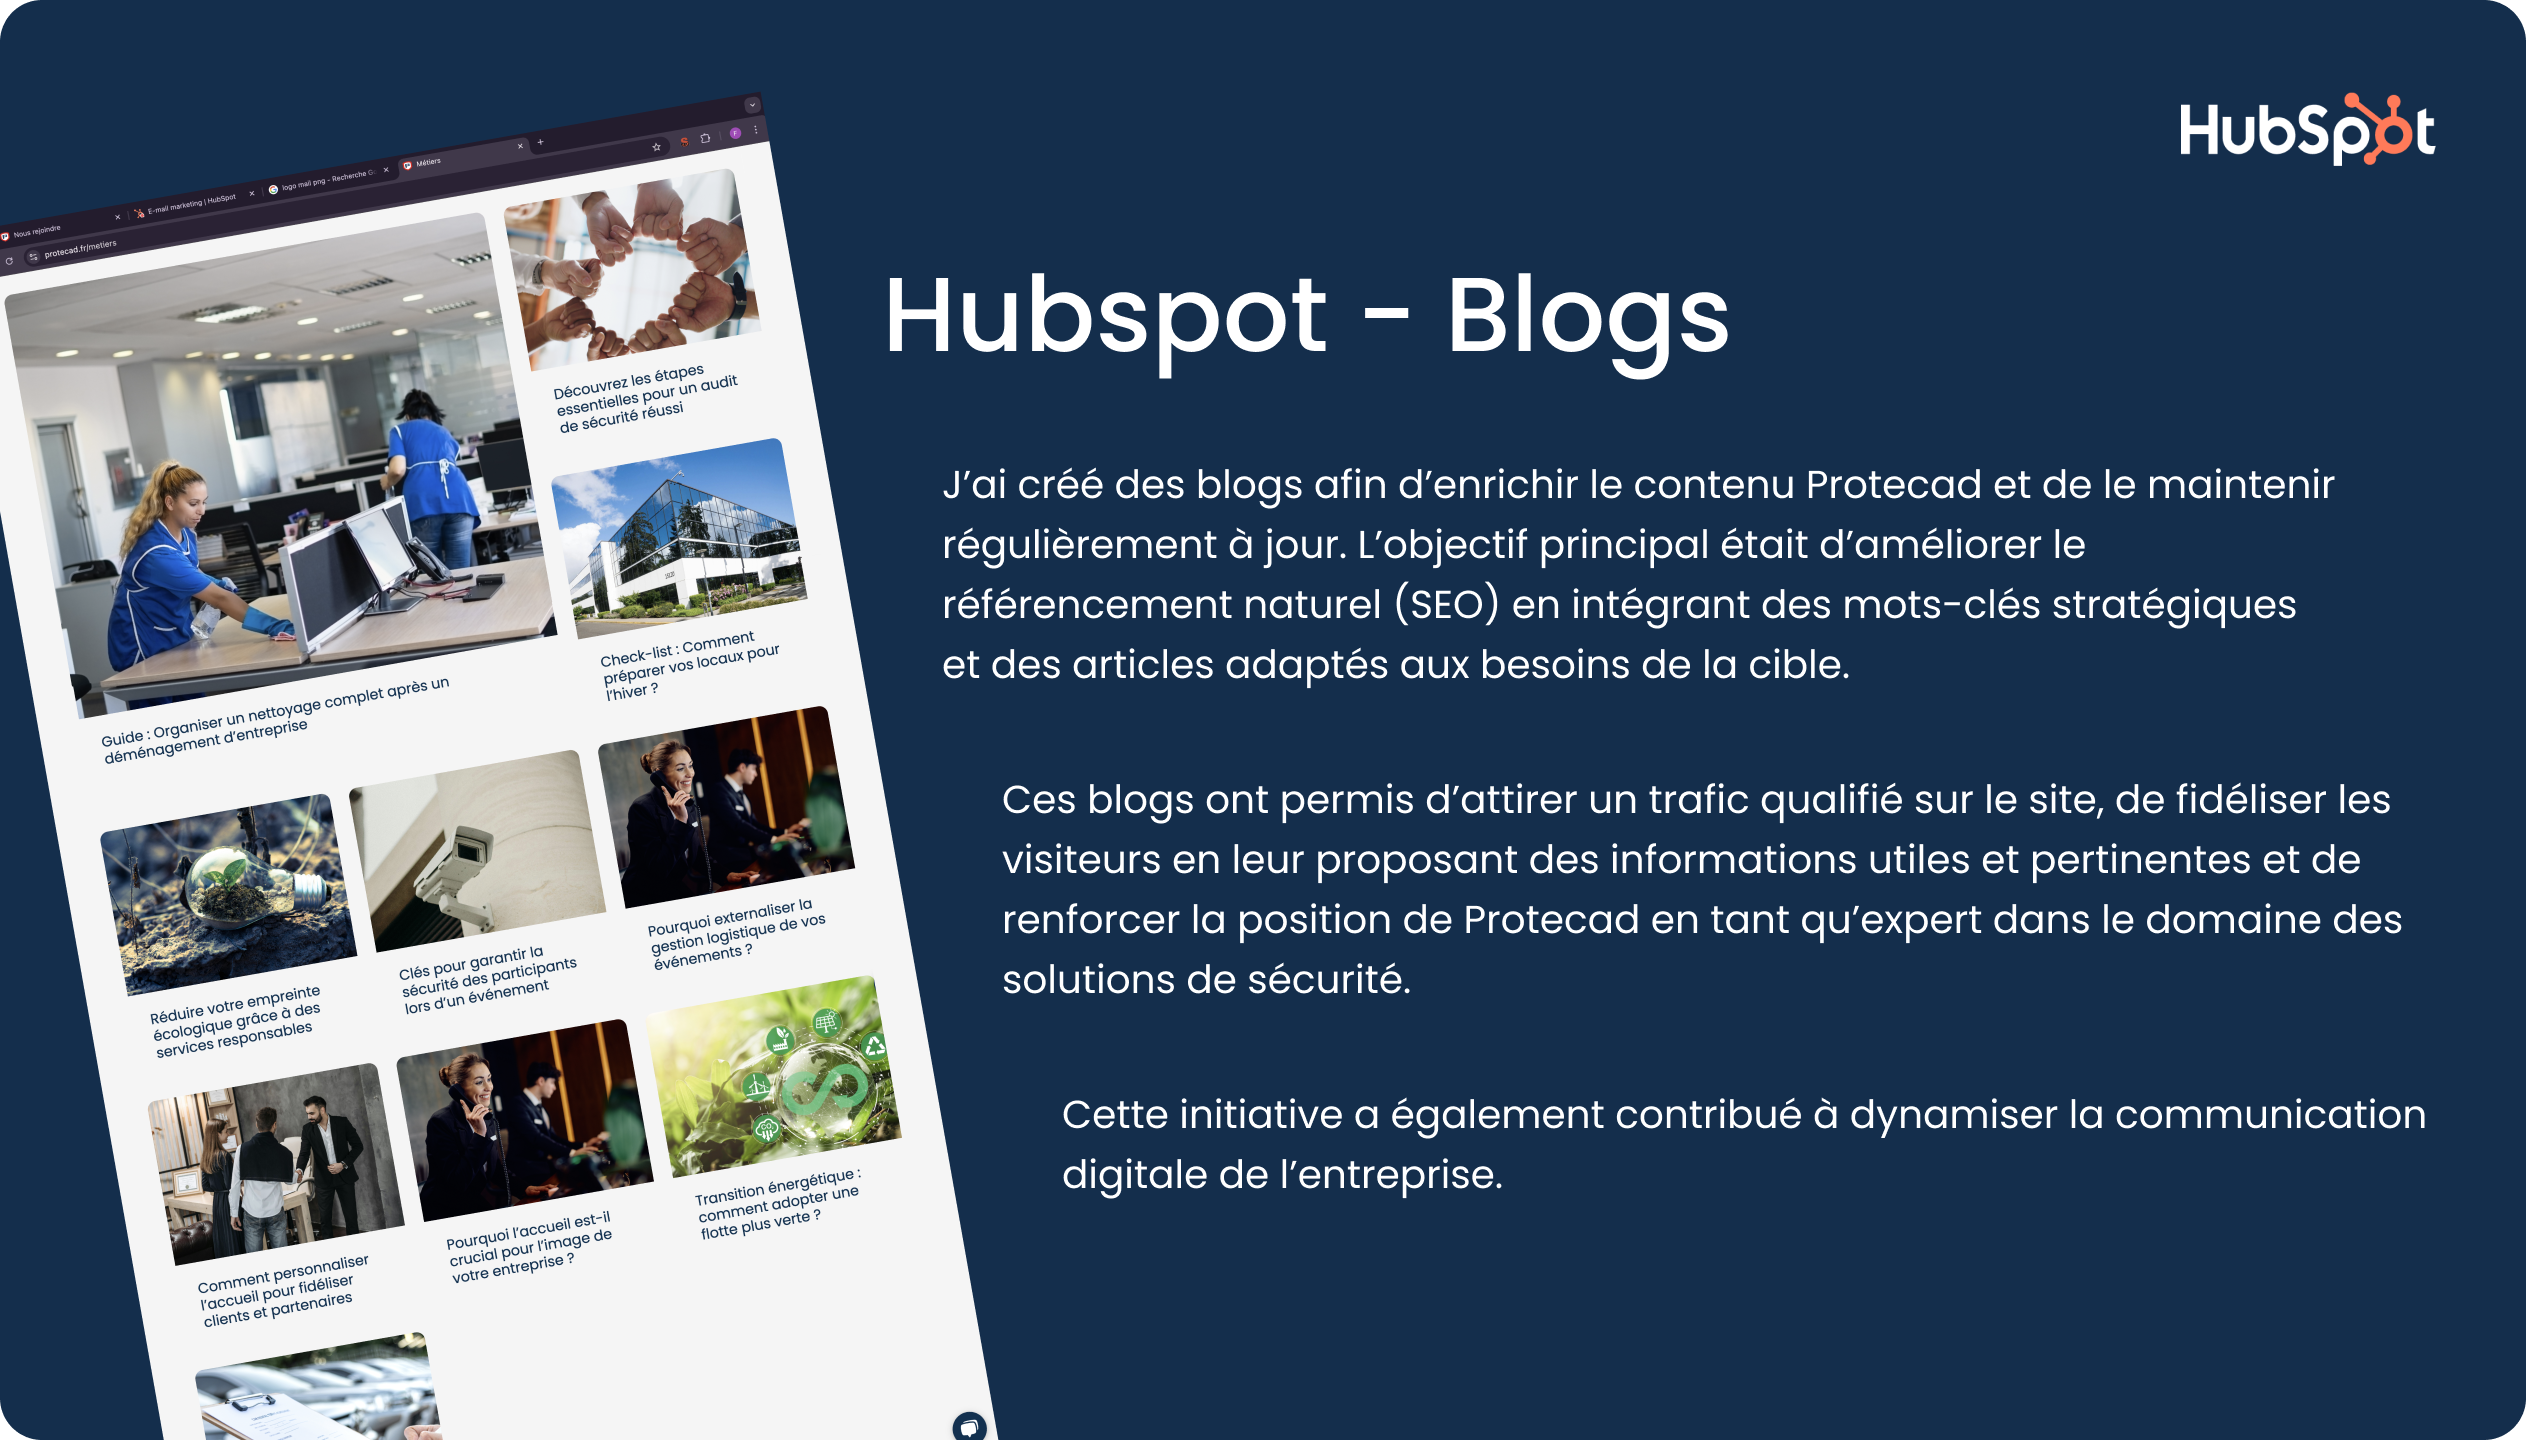 HubSpot
Nous rejoindre
E-mail marketing | HubSpot
logo mail png - Recherche G
Métiers
protecad.fr/metiers
Découvrez les étapes
essentielles pour un audit
de sécurité réussi
Guide : Organiser un nettoyage complet après un
déménagement d'entreprise
Check-list : Comment
préparer vos locaux pour
l'hiver ?
Réduire votre empreinte
écologique grâce à des
services responsables
Clés pour garantir la
sécurité des participants
lors d'un événement
Pourquoi externaliser la
gestion logistique de vos
événements ?
Comment personnaliser
l'accueil pour fidéliser
clients et partenaires
Pourquoi l'accueil est-il
crucial pour l'image de
votre entreprise ?
Transition énergétique :
comment adopter une
flotte plus verte ?
Hubspot - Blogs
J'ai créé des blogs afin d'enrichir le contenu Protecad et de le maintenir
régulièrement à jour. L'objectif principal était d'améliorer le
référencement naturel (SEO) en intégrant des mots-clés stratégiques
et des articles adaptés aux besoins de la cible.
Ces blogs ont permis d'attirer un trafic qualifié sur le site, de fidéliser les
visiteurs en leur proposant des informations utiles et pertinentes et de
renforcer la position de Protecad en tant qu'expert dans le domaine des
solutions de sécurité.
Cette initiative a également contribué à dynamiser la communication
digitale de l'entreprise.